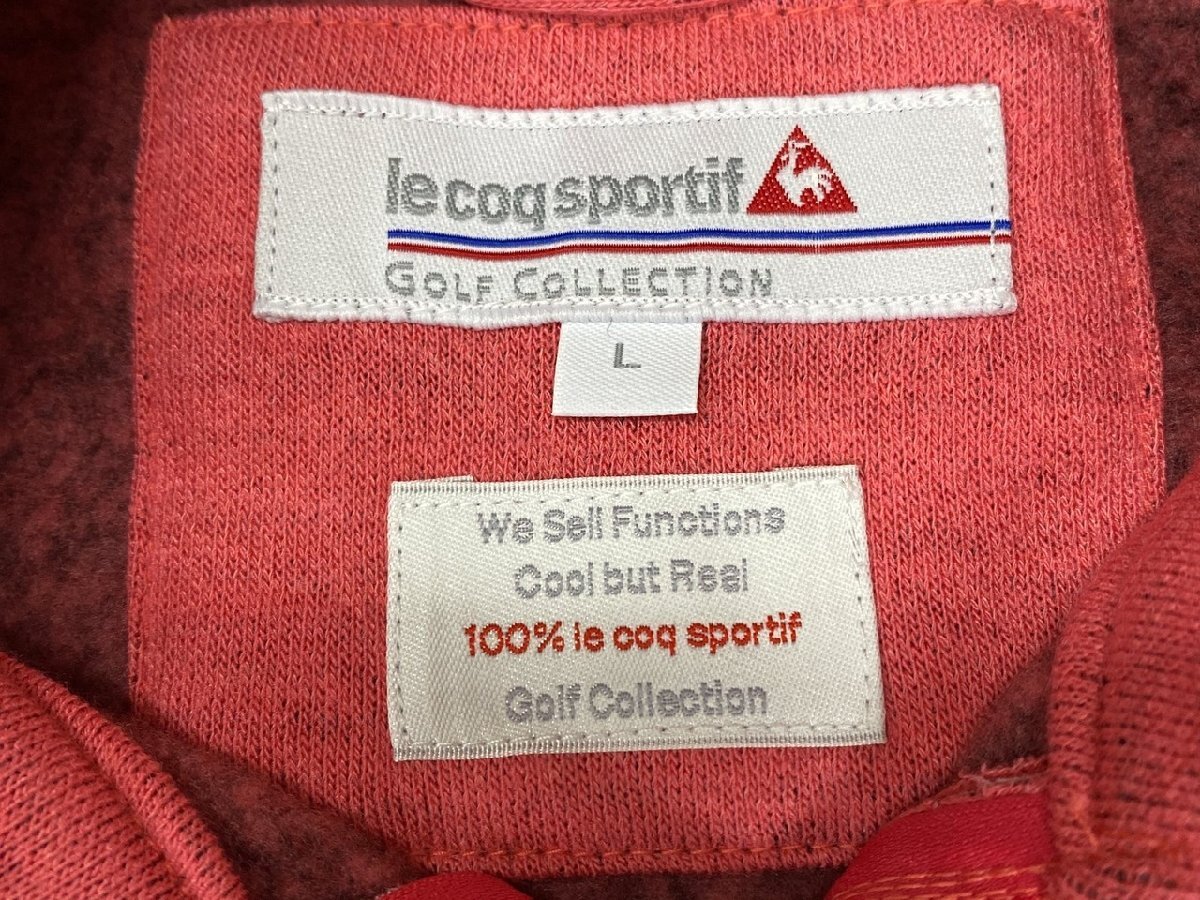 le coq sportif
GOLF COLLECTION
L
We Sell Functions
Cool but Real
100% le coq sportif
Golf Collection